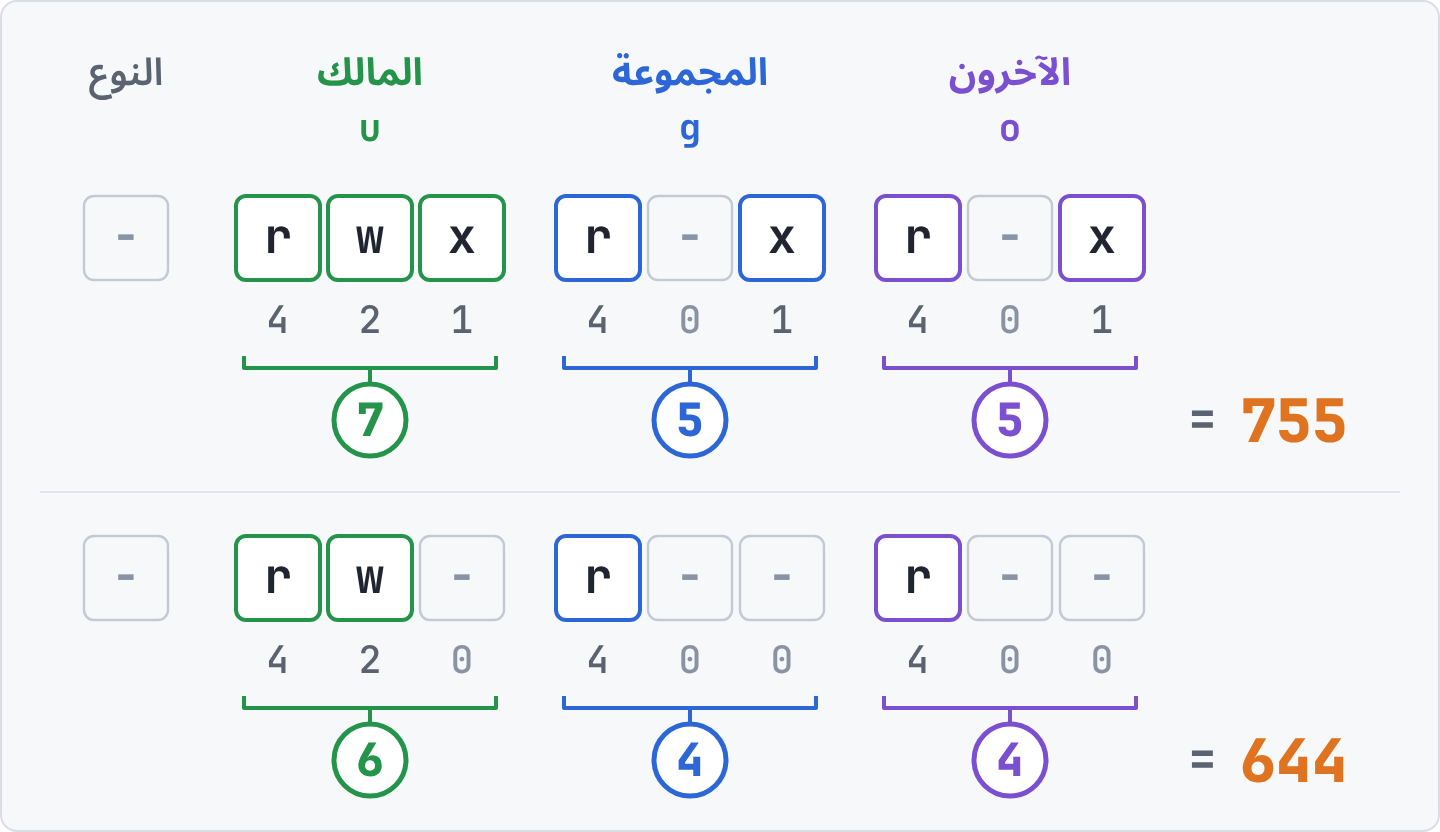 النوع المالك المجموعة الآخرون
u g o
- r w x r - x r - x
4 2 1 4 0 1 4 0 1
7 5 5 = 755
- r w - r - - r - -
4 2 0 4 0 0 4 0 0
6 4 4 = 644